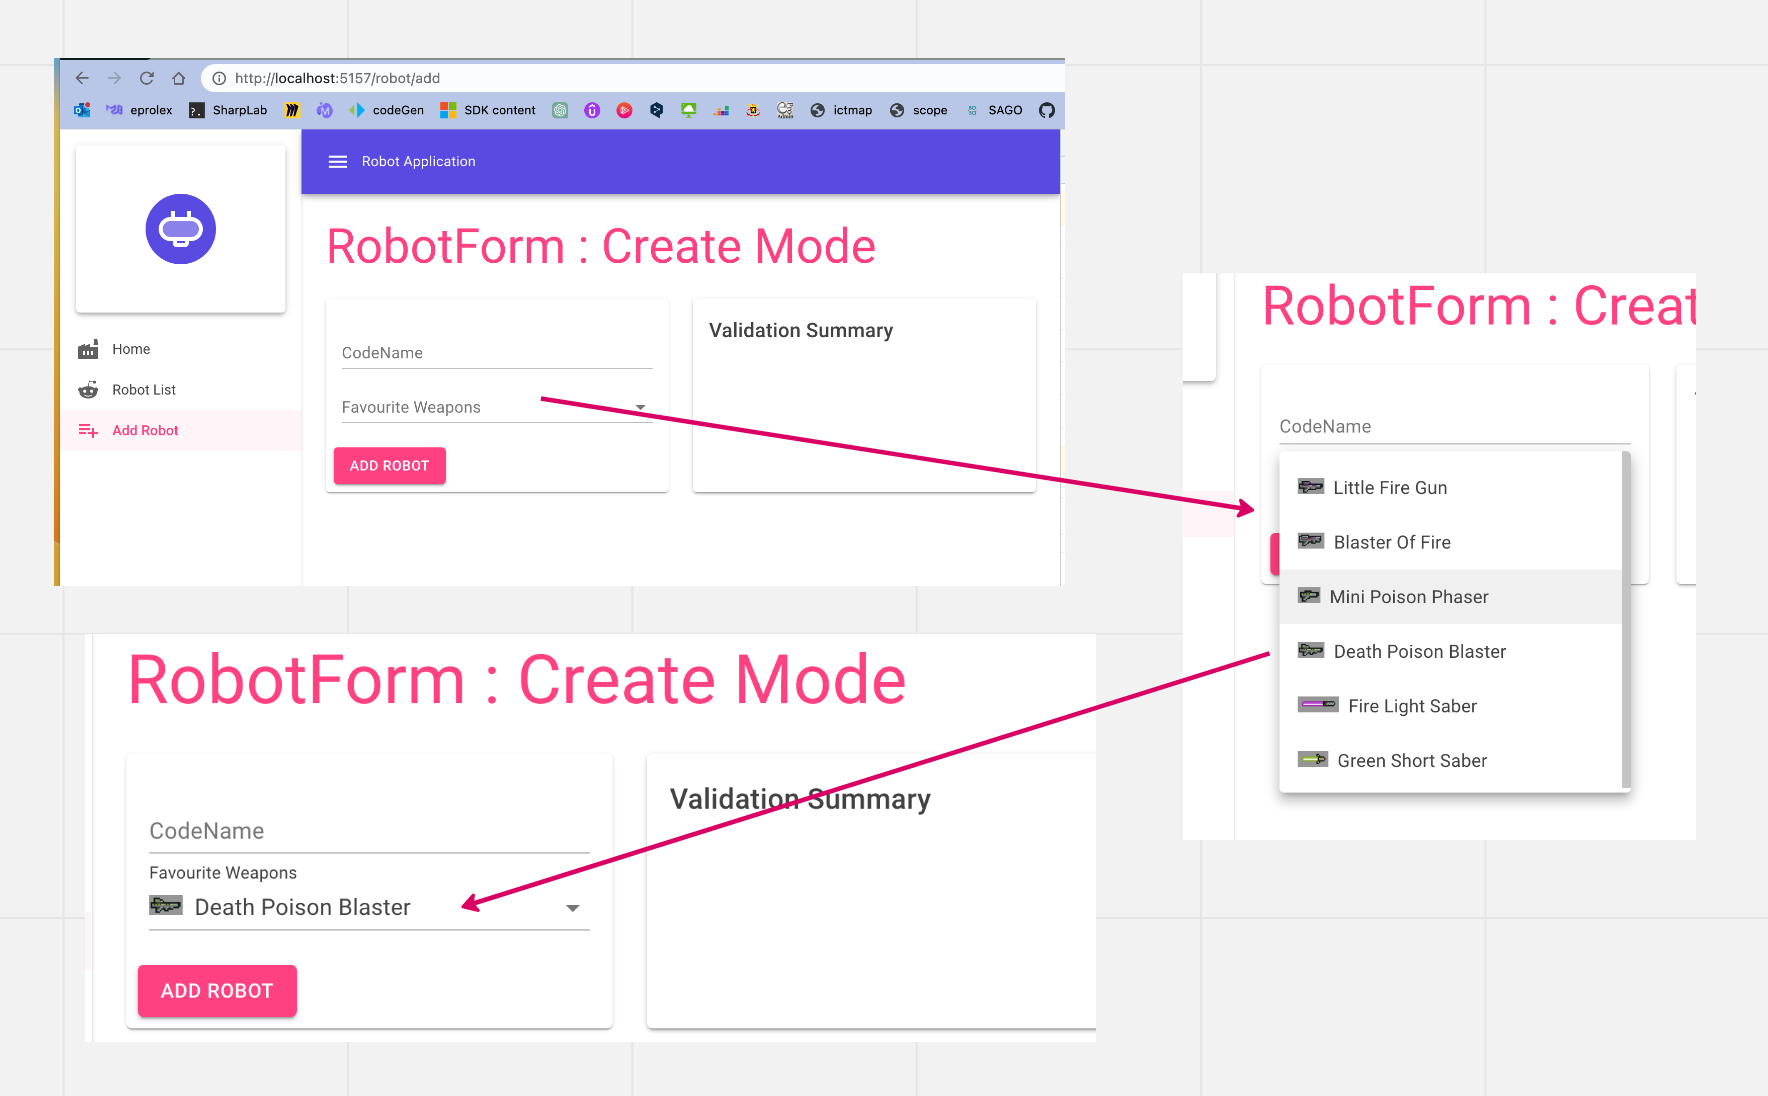 http://localhost:5157/robot/add
eprolex SharpLab codeGen SDK content ictmap scope SAGO
Robot Application
RobotForm : Create Mode
Home
Robot List
Add Robot
CodeName
Favourite Weapons
ADD ROBOT
Validation Summary
RobotForm : Creat
CodeName
Little Fire Gun
Blaster Of Fire
Mini Poison Phaser
Death Poison Blaster
Fire Light Saber
Green Short Saber
RobotForm : Create Mode
CodeName
Favourite Weapons
Death Poison Blaster
ADD ROBOT
Validation Summary